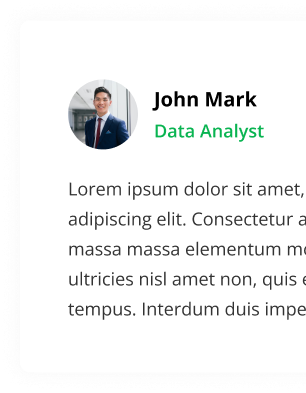 John Mark
Data Analyst
Lorem ipsum dolor sit amet,
adipiscing elit. Consectetur a
massa massa elementum mo
ultricies nisl amet non, quis e
tempus. Interdum duis impe